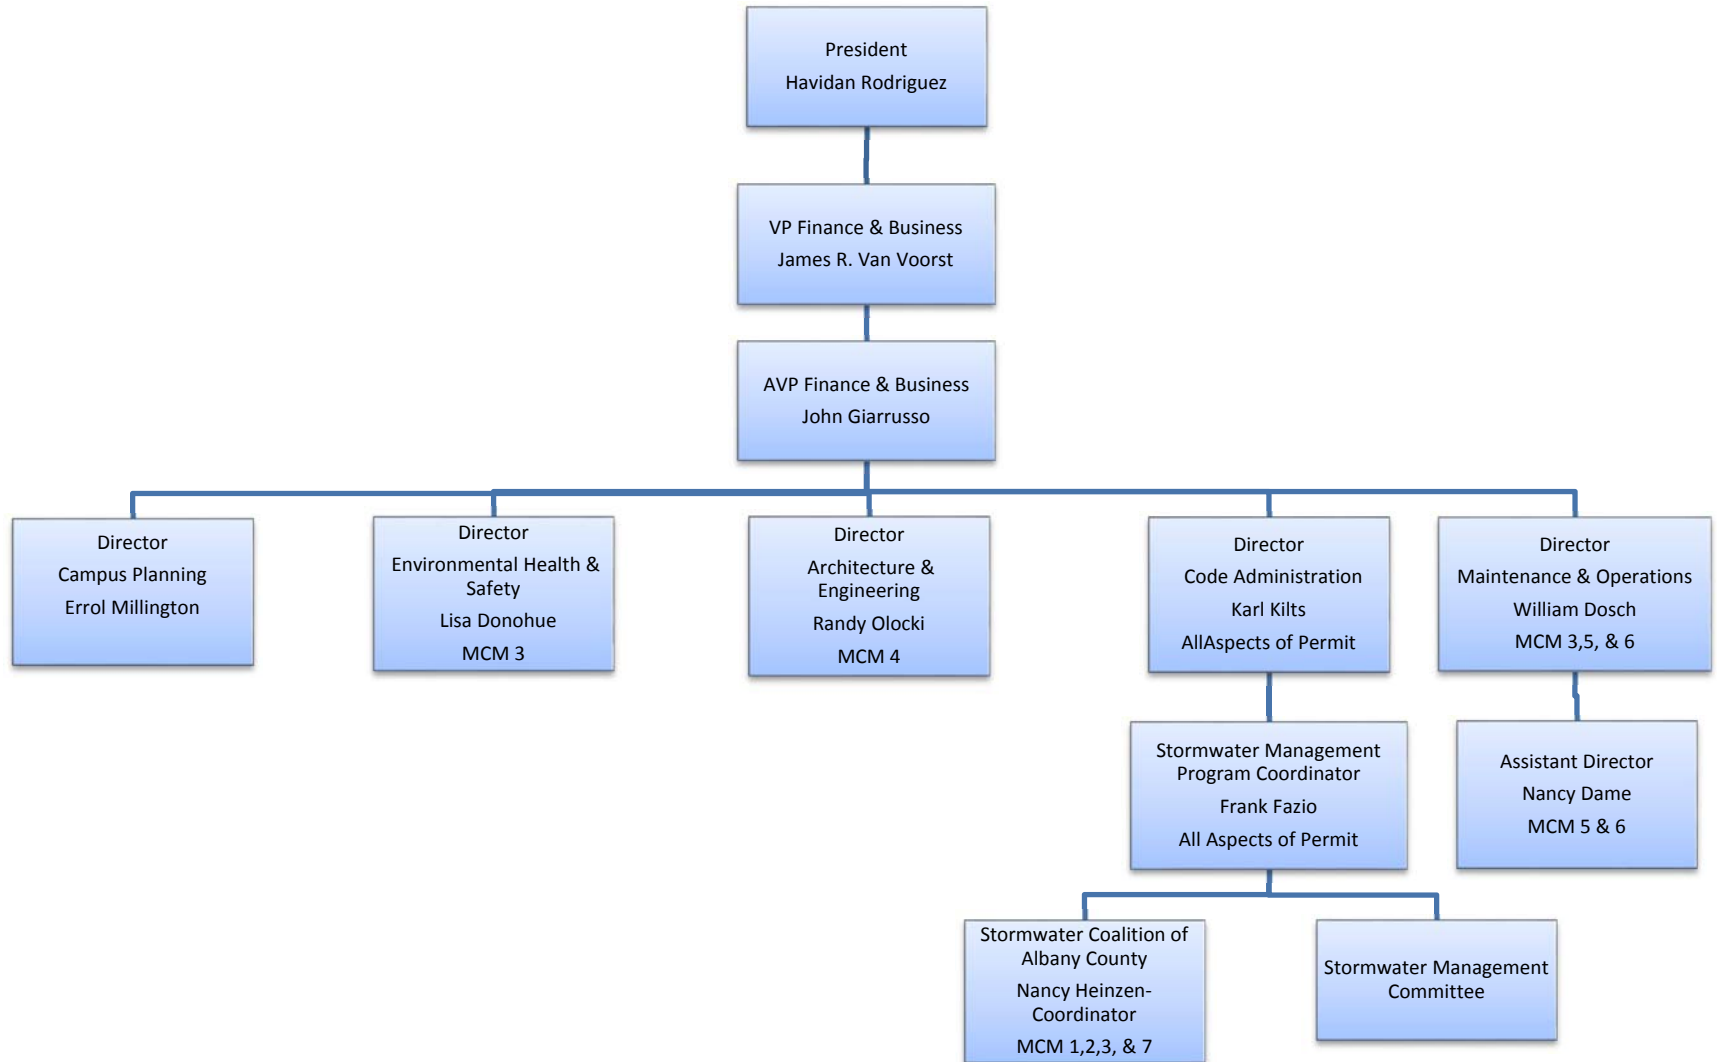 President
Havidan Rodriguez
VP Finance & Business
James R. Van Voorst
AVP Finance & Business
John Giarrusso
Director
Campus Planning
Errol Millington
Director
Environmental Health &
Safety
Lisa Donohue
MCM 3
Director
Architecture &
Engineering
Randy Olocki
MCM 4
Director
Code Administration
Karl Kilts
AllAspects of Permit
Director
Maintenance & Operations
William Dosch
MCM 3,5, & 6
Stormwater Management
Program Coordinator
Frank Fazio
All Aspects of Permit
Assistant Director
Nancy Dame
MCM 5 & 6
Stormwater Coalition of
Albany County
Nancy Heinzen-
Coordinator
MCM 1,2,3, & 7
Stormwater Management
Committee